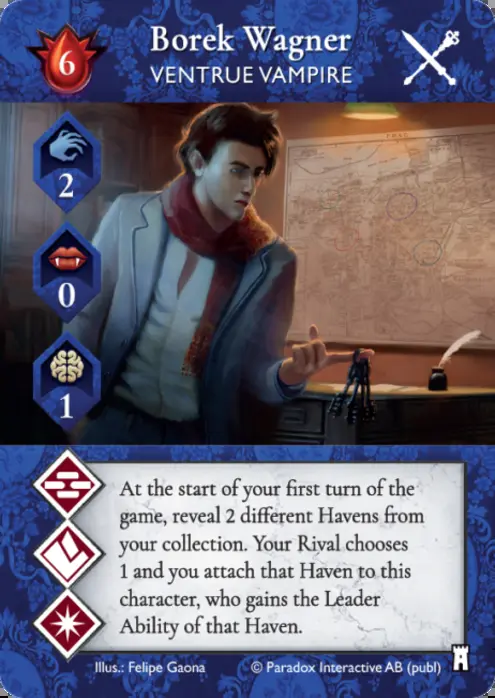 6
Borek Wagner
VENTRUE VAMPIRE
2
0
1
At the start of your first turn of the
game, reveal 2 different Havens from
your collection. Your Rival chooses
1 and you attach that Haven to this
character, who gains the Leader
Ability of that Haven.
Illus.: Felipe Gaona © Paradox Interactive AB (publ)